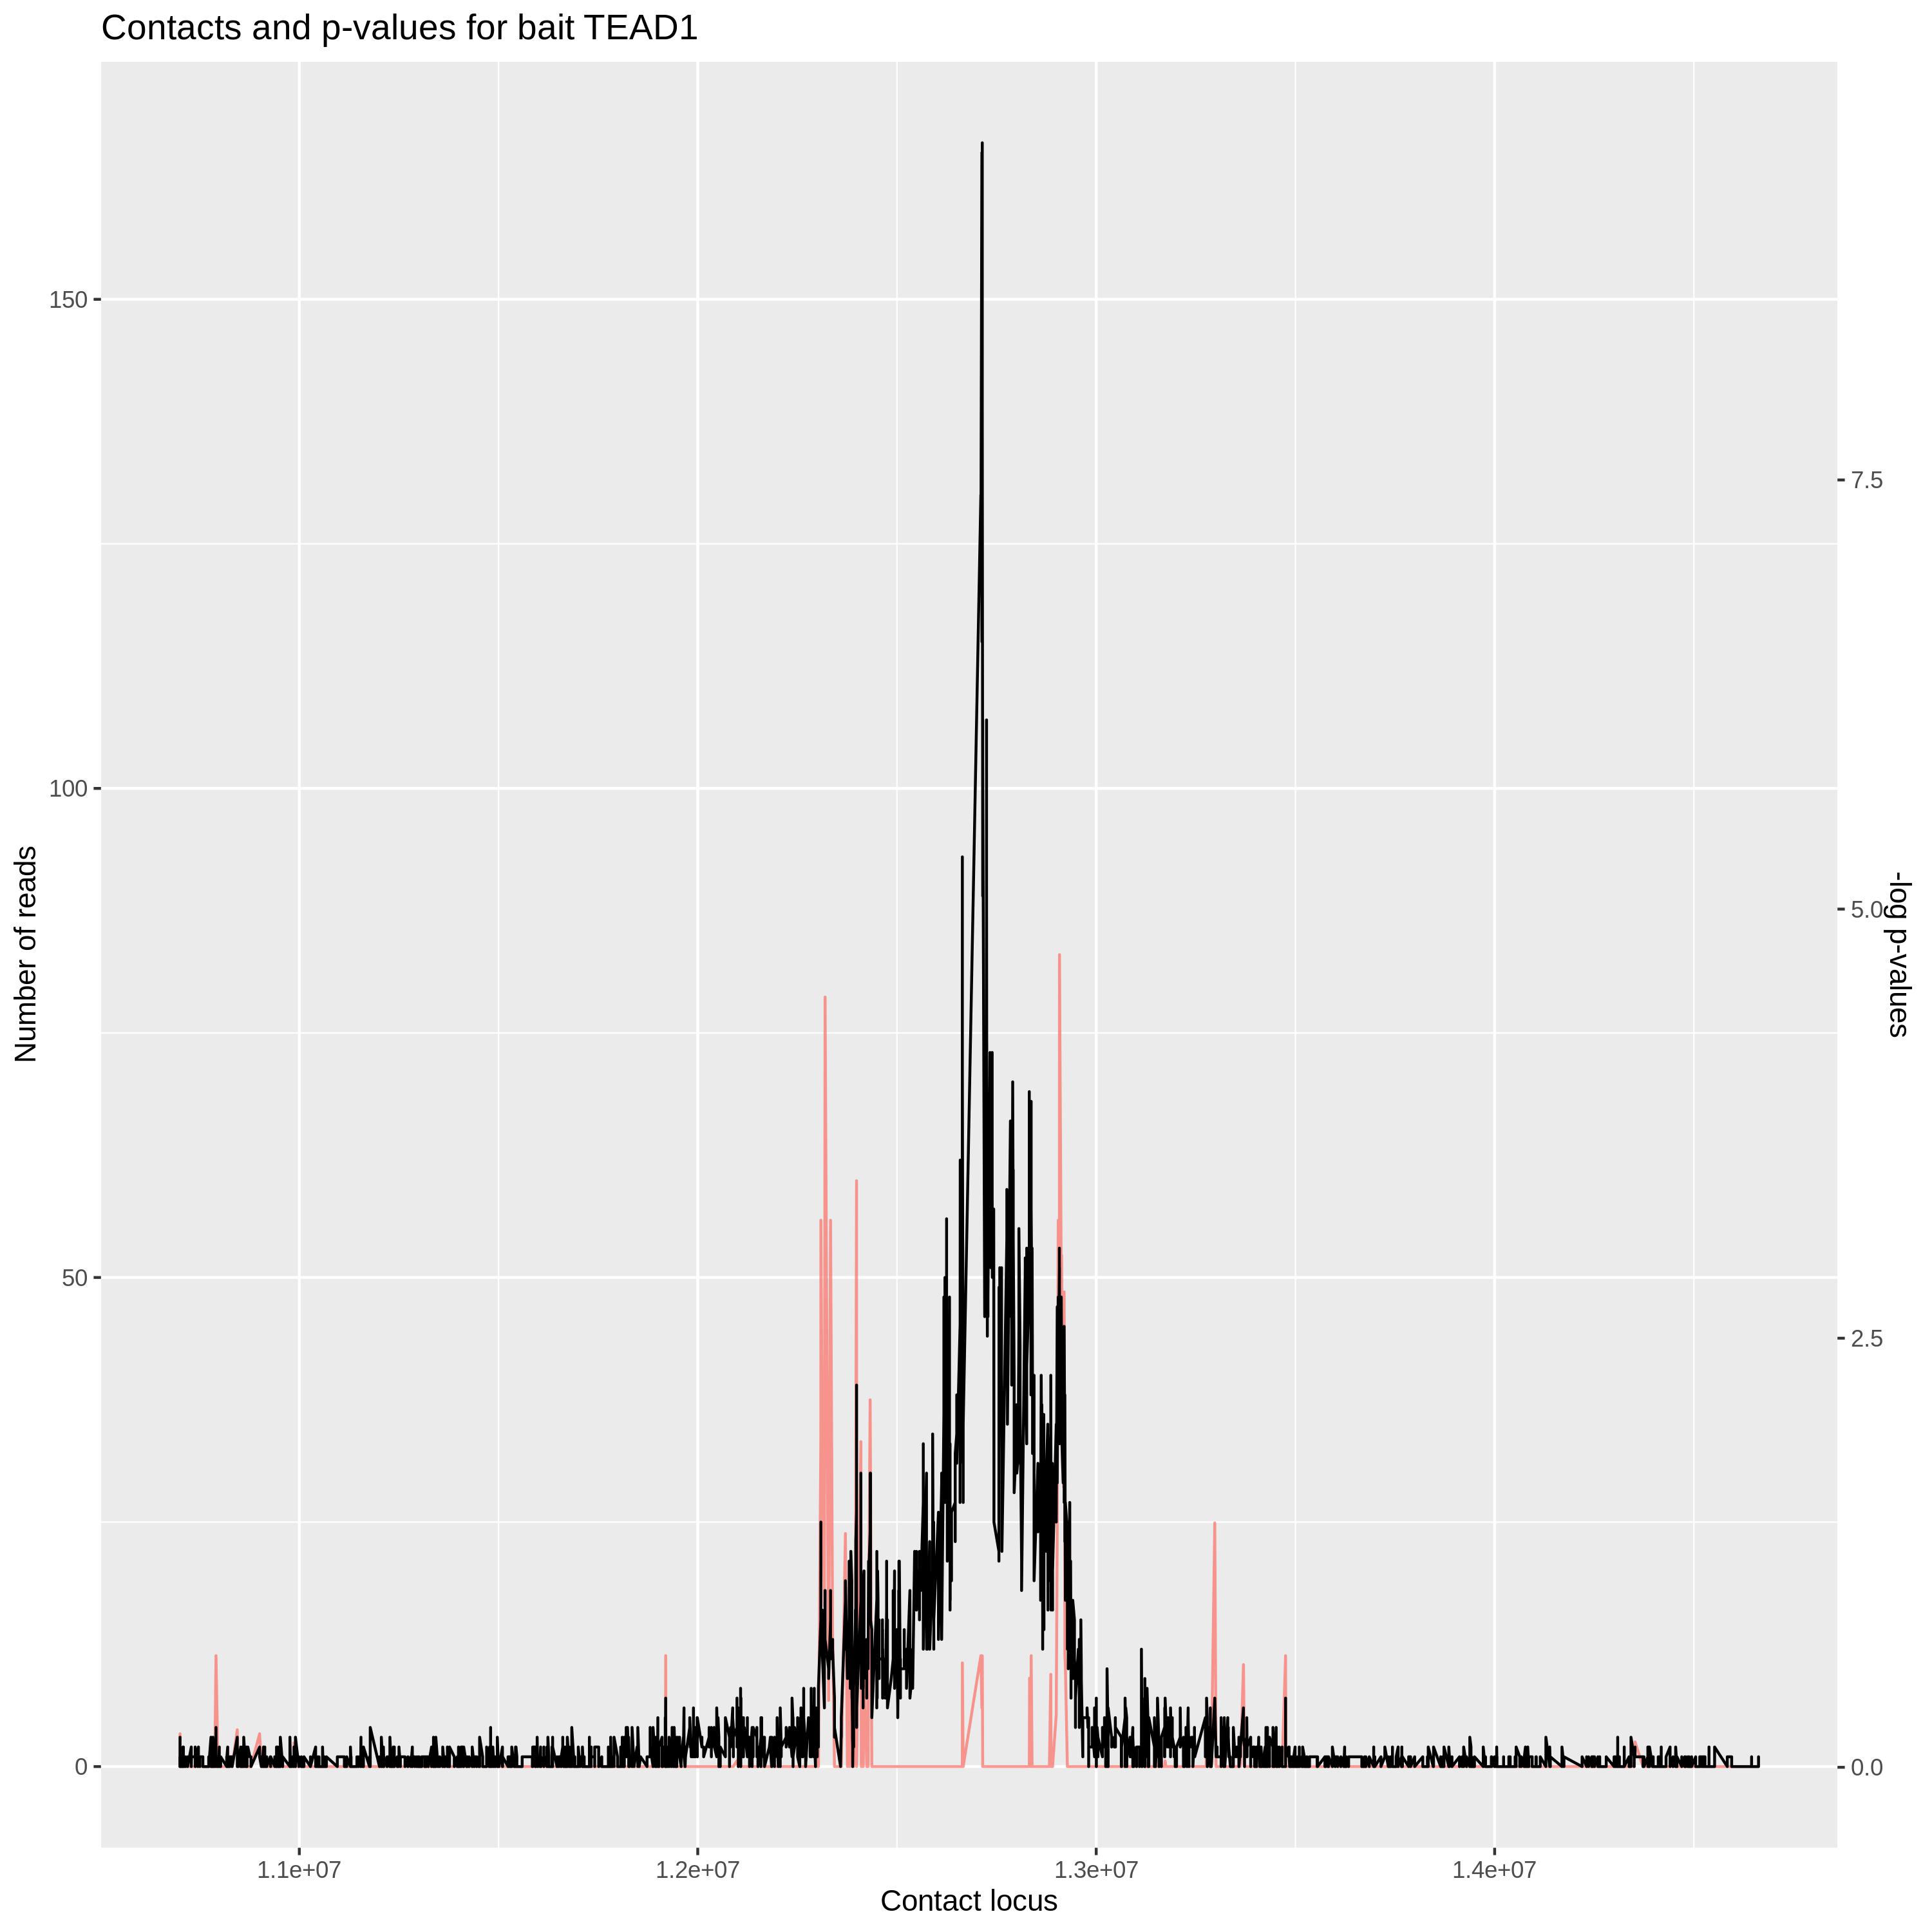 Contacts and p-values for bait TEAD1
150
100
50
0
Number of reads
7.5
5.0
2.5
0.0
-log p-values
1.1e+07
1.2e+07
1.3e+07
1.4e+07
Contact locus